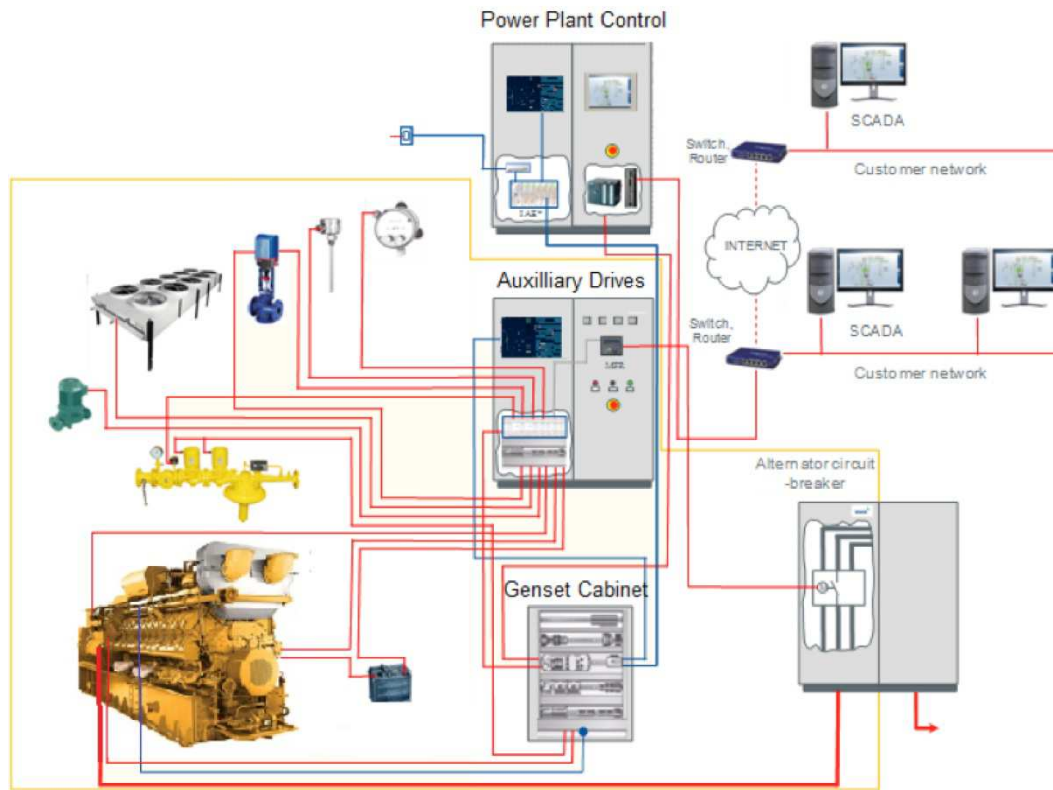 Power Plant Control
SCADA
Switch,
Router
Customer network
INTERNET
Auxilliary Drives
SCADA
Switch,
Router
Customer network
Alternator circuit
-breaker
Genset Cabinet